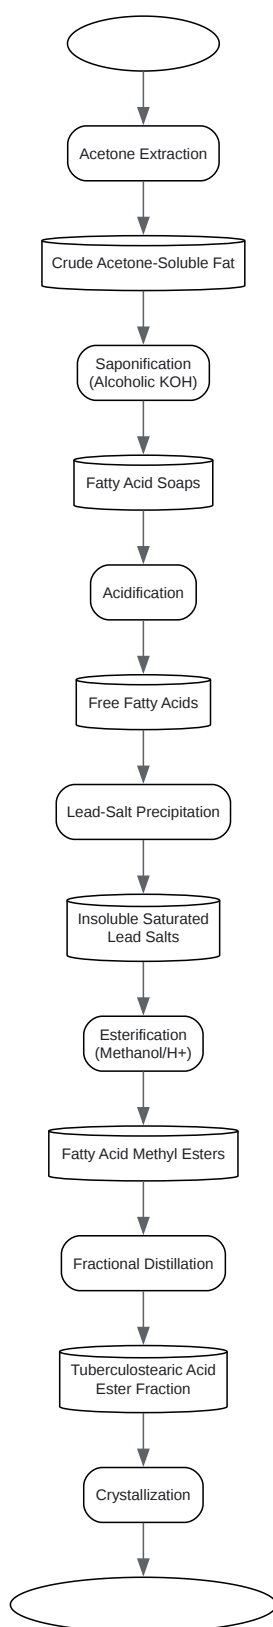 Acetone Extraction
Crude Acetone-Soluble Fat
Saponification
(Alcoholic KOH)
Fatty Acid Soaps
Acidification
Free Fatty Acids
Lead-Salt Precipitation
Insoluble Saturated
Lead Salts
Esterification
(Methanol/H+)
Fatty Acid Methyl Esters
Fractional Distillation
Tuberculostearic Acid
Ester Fraction
Crystallization